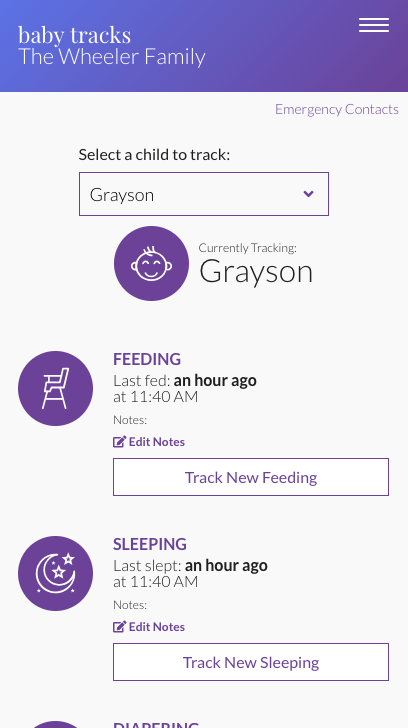 baby tracks
The Wheeler Family
Emergency Contacts
Select a child to track:
Grayson
Currently Tracking:
Grayson
FEEDING
Last fed: an hour ago
at 11:40 AM
Notes:
Edit Notes
Track New Feeding
SLEEPING
Last slept: an hour ago
at 11:40 AM
Notes:
Edit Notes
Track New Sleeping
DIAPERING